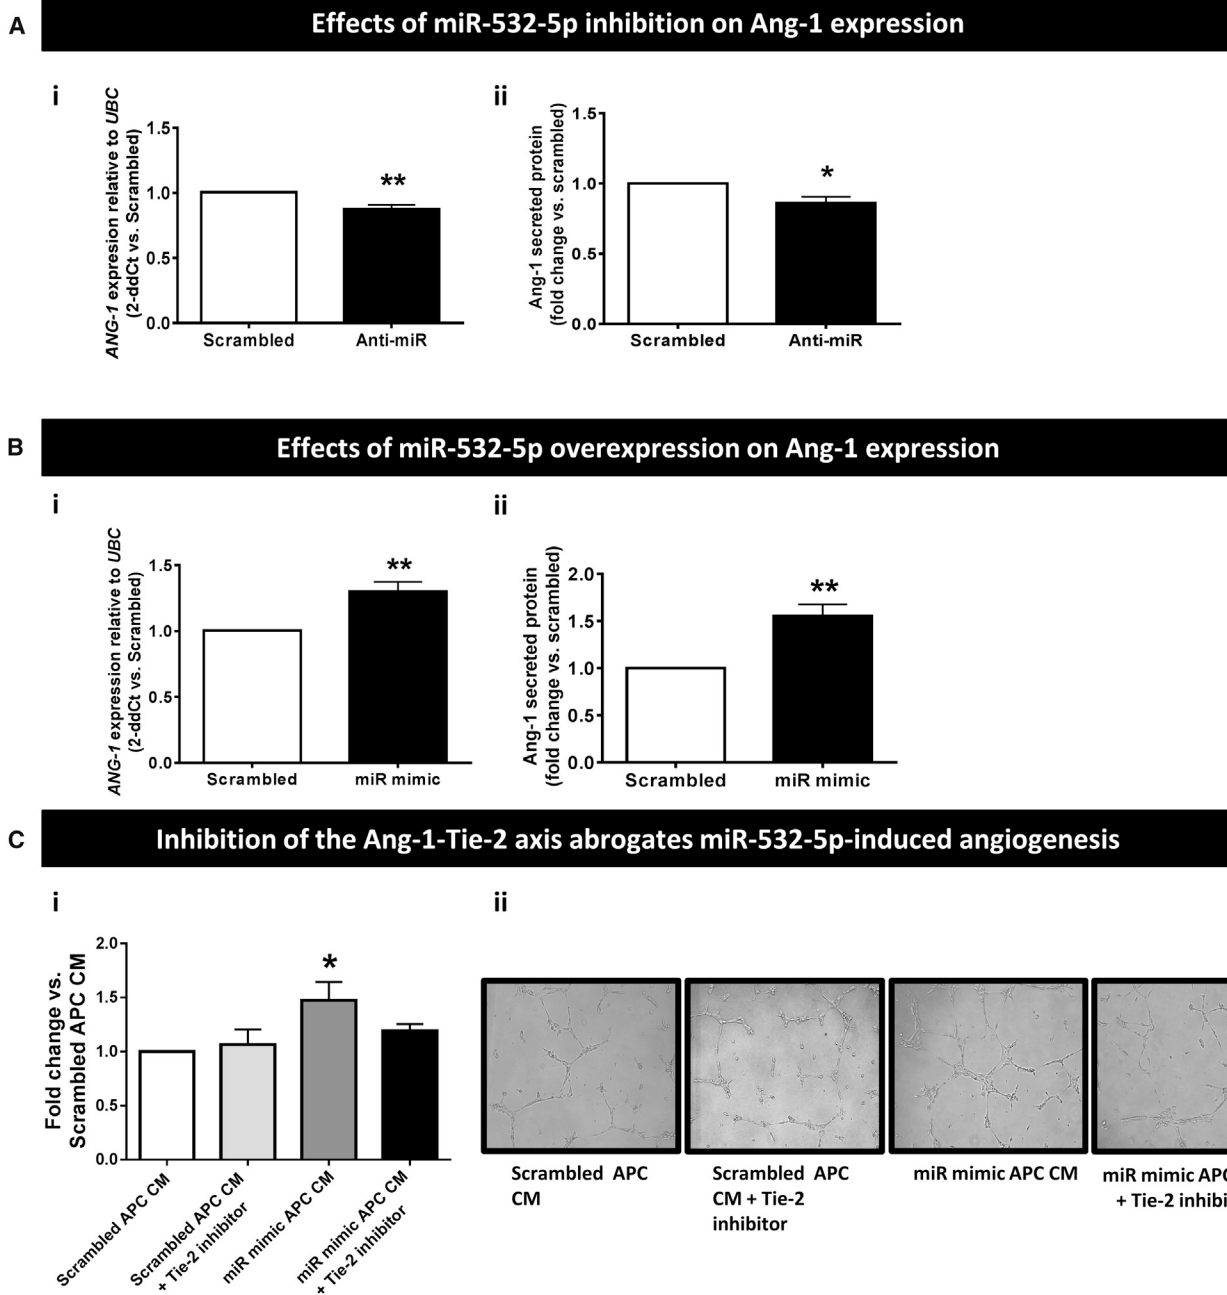 A
Effects of miR-532-5p inhibition on Ang-1 expression
i
ANG-1 expresion relative to UBC
(2-ddCt vs. Scrambled)
1.5
1.0
0.5
0.0
**
Scrambled
Anti-miR
ii
Ang-1 secreted protein
(fold change vs. scrambled)
1.5
1.0
0.5
0.0
*
Scrambled
Anti-miR
B
Effects of miR-532-5p overexpression on Ang-1 expression
i
ANG-1 expression relative to UBC
(2-ddCt vs. Scrambled)
1.5
1.0
0.5
0.0
**
Scrambled
miR mimic
ii
Ang-1 secreted protein
(fold change vs. scrambled)
2.0
1.5
1.0
0.5
0.0
**
Scrambled
miR mimic
C
Inhibition of the Ang-1-Tie-2 axis abrogates miR-532-5p-induced angiogenesis
i
Fold change vs.
Scrambled APC CM
2.0
1.5
1.0
0.5
0.0
*
Scrambled APC CM
Scrambled APC CM
+ Tie-2 inhibitor
miR mimic APC CM
miR mimic APC CM
+ Tie-2 inhibitor
ii
Scrambled APC
CM
Scrambled APC
CM + Tie-2
inhibitor
miR mimic APC CM
miR mimic AP
+ Tie-2 inhibi